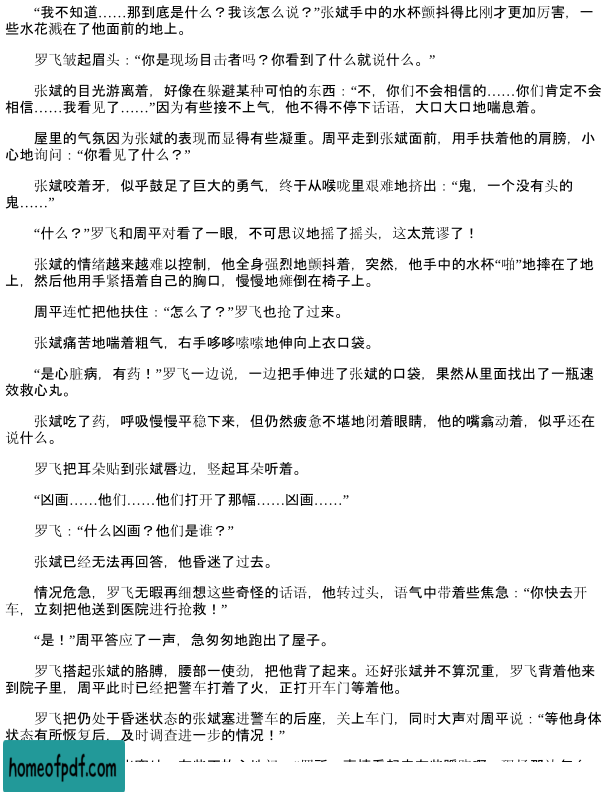 “我不知道……那到底是什么？我该怎么说？”张斌手中的水杯颤抖得比刚才更加厉害，一
些水花溅在了他面前的地上。
罗飞皱起眉头：“你是现场目击者吗？你看到了什么就说什么。”
张斌的目光游离着，好像在躲避某种可怕的东西：“不，你们不会相信的……你们肯定不会
相信……我看见了……”因为有些接不上气，他不得不停下话语，大口大口地喘息着。
屋里的气氛因为张斌的表现而显得有些凝重。周平走到张斌面前，用手扶着他的肩膀，小
心地询问：“你看见了什么？”
张斌咬着牙，似乎鼓足了巨大的勇气，终于从喉咙里艰难地挤出：“鬼，一个没有头的
鬼……”
“什么？”罗飞和周平对看了一眼，不可思议地摇了摇头，这太荒谬了！
张斌的情绪越来越难以控制，他全身强烈地颤抖着，突然，他手中的水杯“啪”地摔在了地
上，然后他用手紧捂着自己的胸口，慢慢地瘫倒在椅子上。
周平连忙把他扶住：“怎么了？”罗飞也抢了过来。
张斌痛苦地喘着粗气，右手哆哆嗦嗦地伸向上衣口袋。
“是心脏病，有药！”罗飞一边说，一边把手伸进了张斌的口袋，果然从里面找出了一瓶速
效救心丸。
张斌吃了药，呼吸慢慢平稳下来，但仍然疲惫不堪地闭着眼睛，他的嘴翕动着，似乎还在
说什么。
罗飞把耳朵贴到张斌唇边，竖起耳朵听着。
“凶画……他们……他们打开了那幅……凶画……”
罗飞：“什么凶画？他们是谁？”
张斌已经无法再回答，他昏迷了过去。
情况危急，罗飞无暇再细想这些奇怪的话语，他转过头，语气中带着些焦急：“你快去开
车，立刻把他送到医院进行抢救！”
“是！”周平答应了一声，急匆匆地跑出了屋子。
罗飞搭起张斌的胳膊，腰部一使劲，把他背了起来。还好张斌并不算沉重，罗飞背着他来
到院子里，周平此时已经把警车打着了火，正打开车门等着他。
罗飞把仍处于昏迷状态的张斌塞进警车的后座，关上车门，同时大声对周平说：“等他身体
状态有所恢复后，及时调查进一步的情况！”
homeofpdf.com